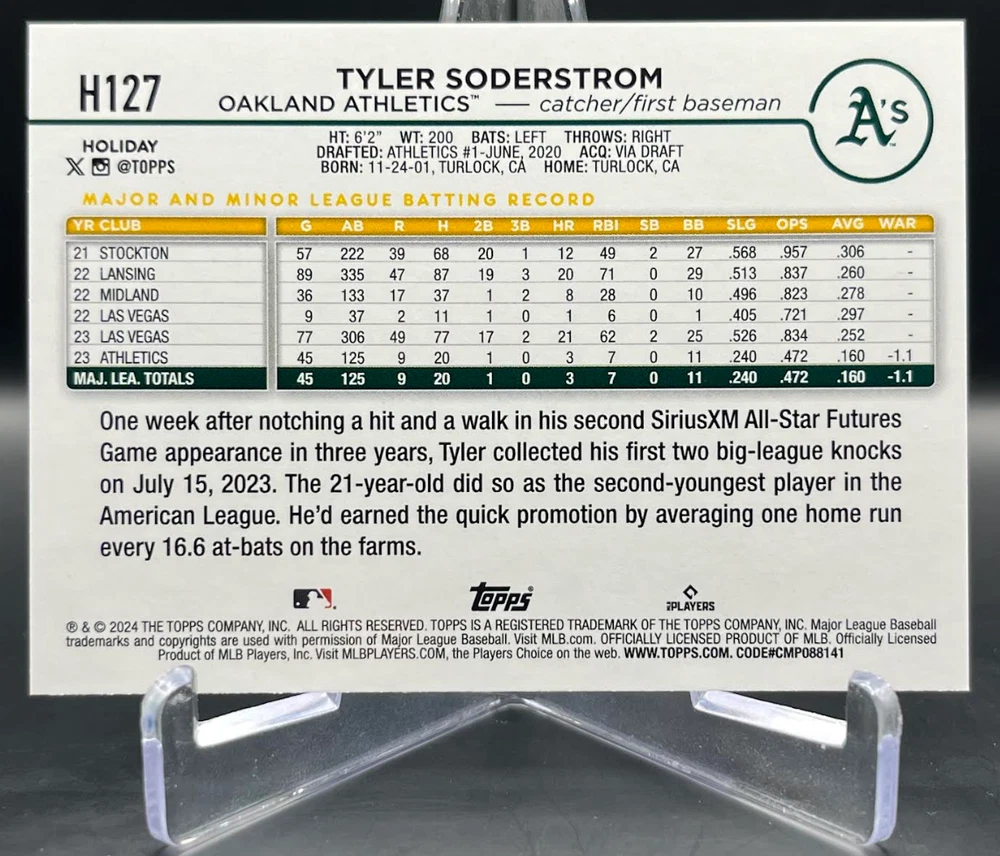 H127
TYLER SODERSTROM
OAKLAND ATHLETICS™ — catcher/first baseman
A's
HOLIDAY
X @TOPPS
HT: 6'2" WT: 200 BATS: LEFT THROWS: RIGHT
DRAFTED: ATHLETICS #1-JUNE, 2020 ACQ: VIA DRAFT
BORN: 11-24-01, TURLOCK, CA HOME: TURLOCK, CA
MAJOR AND MINOR LEAGUE BATTING RECORD
YR CLUB G AB R H 2B 3B HR RBI SB BB SLG OPS AVG WAR
21 STOCKTON 57 222 39 68 20 1 12 49 2 27 .568 .957 .306 -
22 LANSING 89 335 47 87 19 3 20 71 0 29 .513 .837 .260 -
22 MIDLAND 36 133 17 37 1 2 8 28 0 10 .496 .823 .278 -
22 LAS VEGAS 9 37 2 11 1 0 1 6 0 1 .405 .721 .297 -
23 LAS VEGAS 77 306 49 77 17 2 21 62 2 25 .526 .834 .252 -
23 ATHLETICS 45 125 9 20 1 0 3 7 0 11 .240 .472 .160 -1.1
MAJ. LEA. TOTALS 45 125 9 20 1 0 3 7 0 11 .240 .472 .160 -1.1
One week after notching a hit and a walk in his second SiriusXM All-Star Futures
Game appearance in three years, Tyler collected his first two big-league knocks
on July 15, 2023. The 21-year-old did so as the second-youngest player in the
American League. He'd earned the quick promotion by averaging one home run
every 16.6 at-bats on the farms.
Topps®
PLAYERS
® & © 2024 THE TOPPS COMPANY, INC. ALL RIGHTS RESERVED. TOPPS IS A REGISTERED TRADEMARK OF THE TOPPS COMPANY, INC. Major League Baseball
trademarks and copyrights are used with permission of Major League Baseball. Visit MLB.com. OFFICIALLY LICENSED PRODUCT OF MLB. Officially Licensed
Product of MLB Players, Inc. Visit MLBPLAYERS.COM, the Players Choice on the web. WWW.TOPPS.COM. CODE#CMP088141